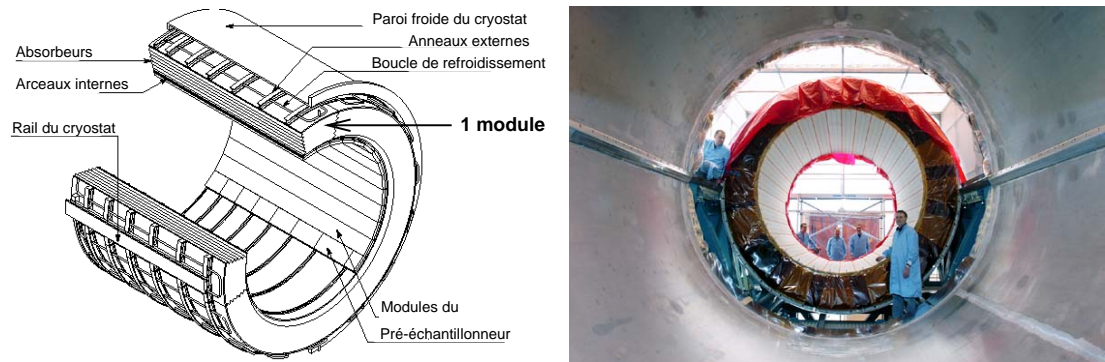 Paroi froide du cryostat
Anneaux externes
Absorbeurs
Boucle de refroidissement
Arceaux internes
Rail du cryostat
1 module
Modules du
Pré-échantillonneur